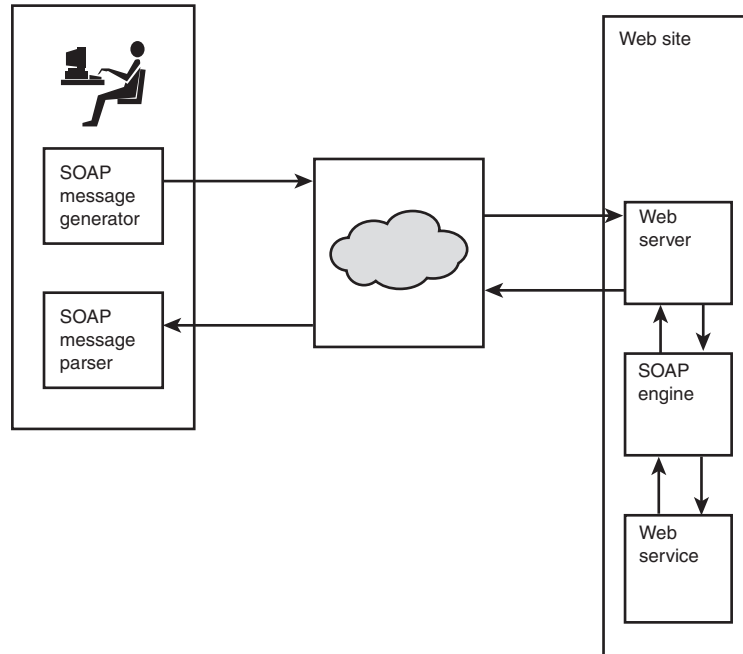 SOAP
message
generator
SOAP
message
parser
Web site
Web
server
SOAP
engine
Web
service